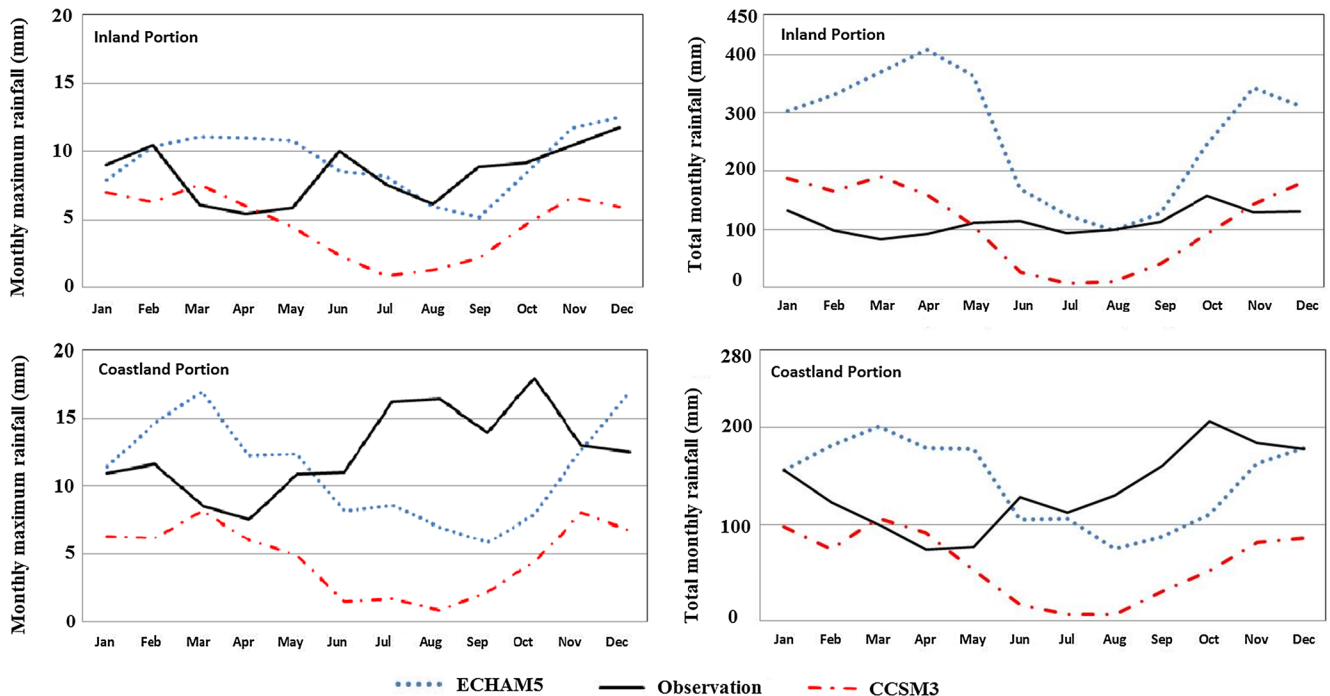 Monthly maximum rainfall (mm)
20
15
10
5
0
Inland Portion
Jan Feb Mar Apr May Jun Jul Aug Sep Oct Nov Dec
Total monthly rainfall (mm)
450
400
300
200
100
0
Inland Portion
Jan Feb Mar Apr May Jun Jul Aug Sep Oct Nov Dec
Monthly maximum rainfall (mm)
20
15
10
5
0
Coastland Portion
Jan Feb Mar Apr May Jun Jul Aug Sep Oct Nov Dec
Total monthly rainfall (mm)
280
200
100
0
Coastland Portion
Jan Feb Mar Apr May Jun Jul Aug Sep Oct Nov Dec
ECHAM5 Observation CCSM3